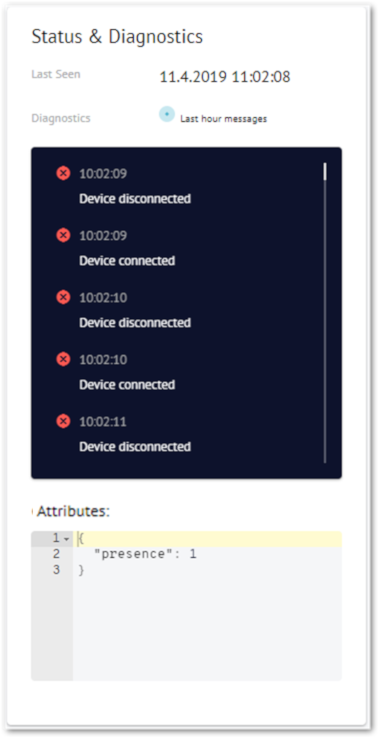 Status & Diagnostics
Last Seen 11.4.2019 11:02:08
Diagnostics Last hour messages
10:02:09
Device disconnected
10:02:09
Device connected
10:02:10
Device disconnected
10:02:10
Device connected
10:02:11
Device disconnected
Attributes:
1 {
2 "presence": 1
3 }